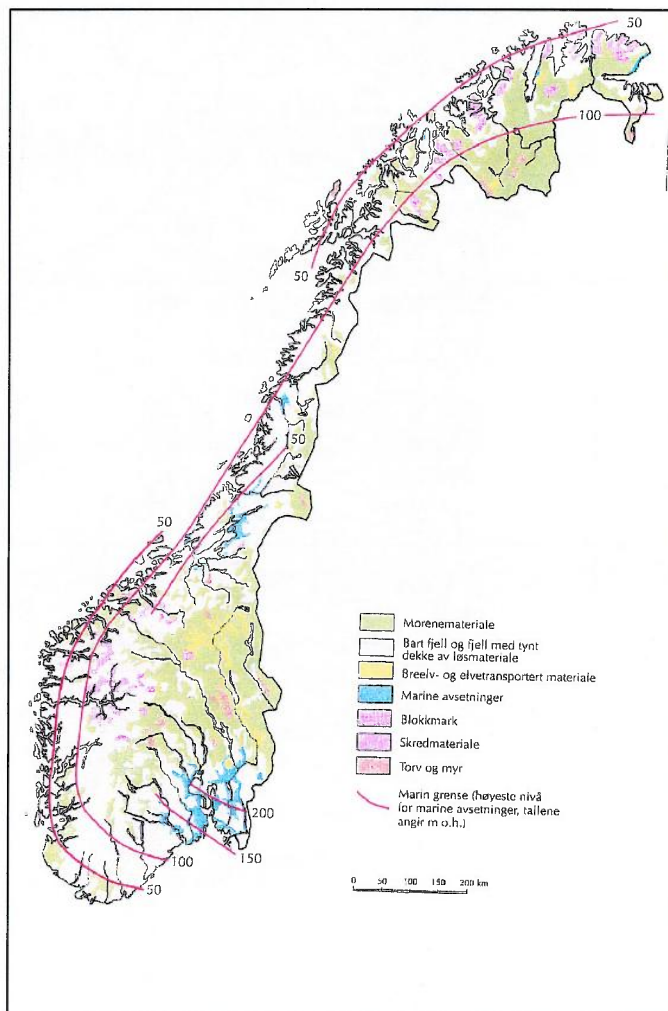 50
100
50
50
50
Morenemateriale
Bart fjell og fjell med tynt
dekke av løsmateriale
Breelv- og elvetransportert materiale
Marine avsetninger
Blokkmark
Skredmateriale
Torv og myr
Marin grense (høyeste nivå
for marine avsetninger, tallene
angir m o.h.)
200
150
100
50
0 50 100 150 200 km